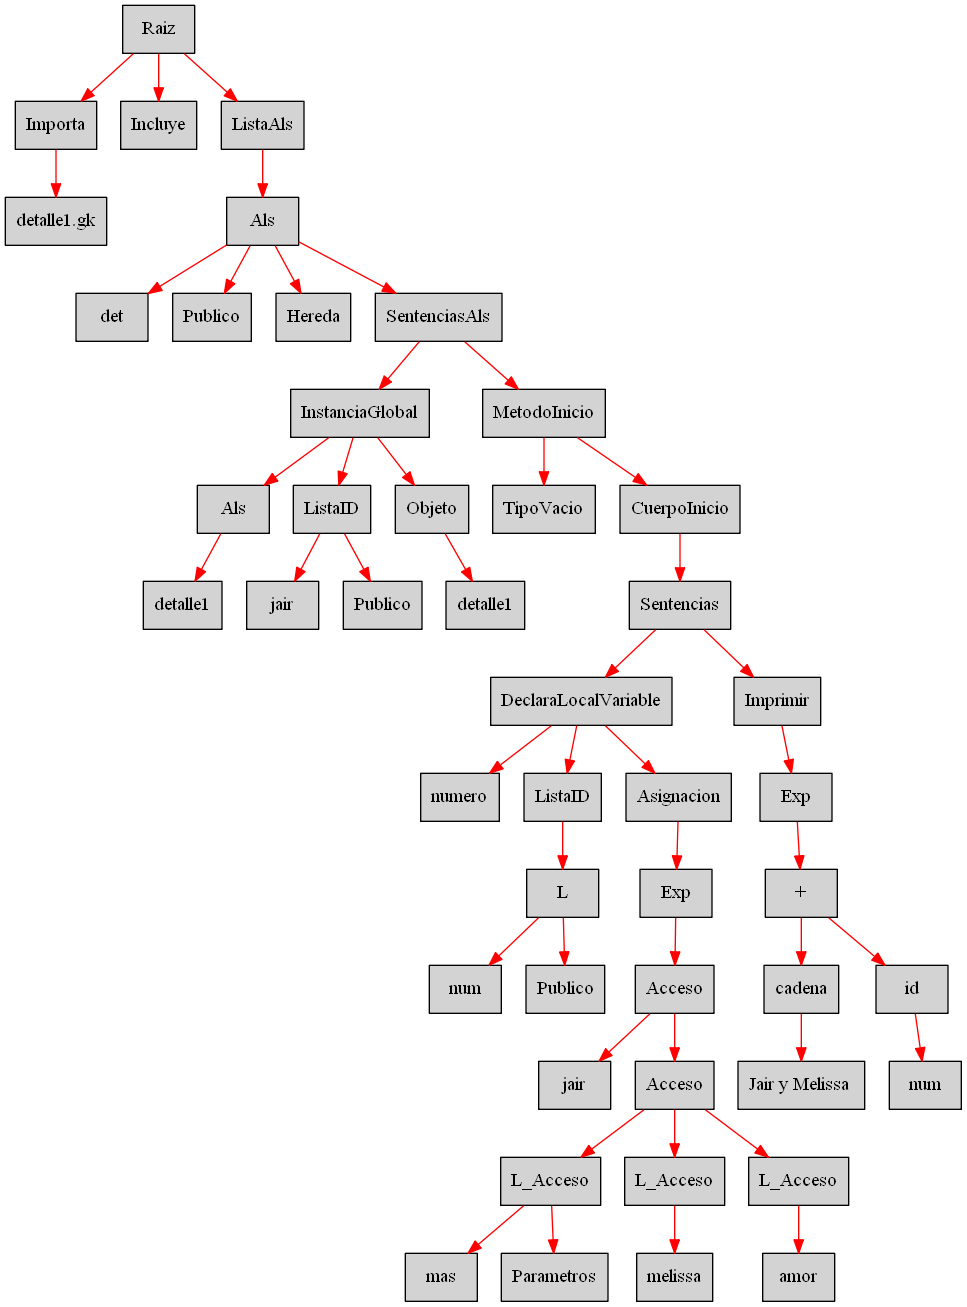 Raiz
Importa
Incluye
ListaAls
detalle1.gk
Als
det
Publico
Hereda
SentenciasAls
InstanciaGlobal
MetodoInicio
Als
ListaID
Objeto
TipoVacio
CuerpoInicio
detalle1
jair
Publico
detalle1
Sentencias
DeclaraLocalVariable
Imprimir
numero
ListaID
Asignacion
Exp
L
Exp
+
num
Publico
Acceso
cadena
id
jair
Acceso
Jair y Melissa
num
L_Acceso
L_Acceso
L_Acceso
mas
Parametros
melissa
amor